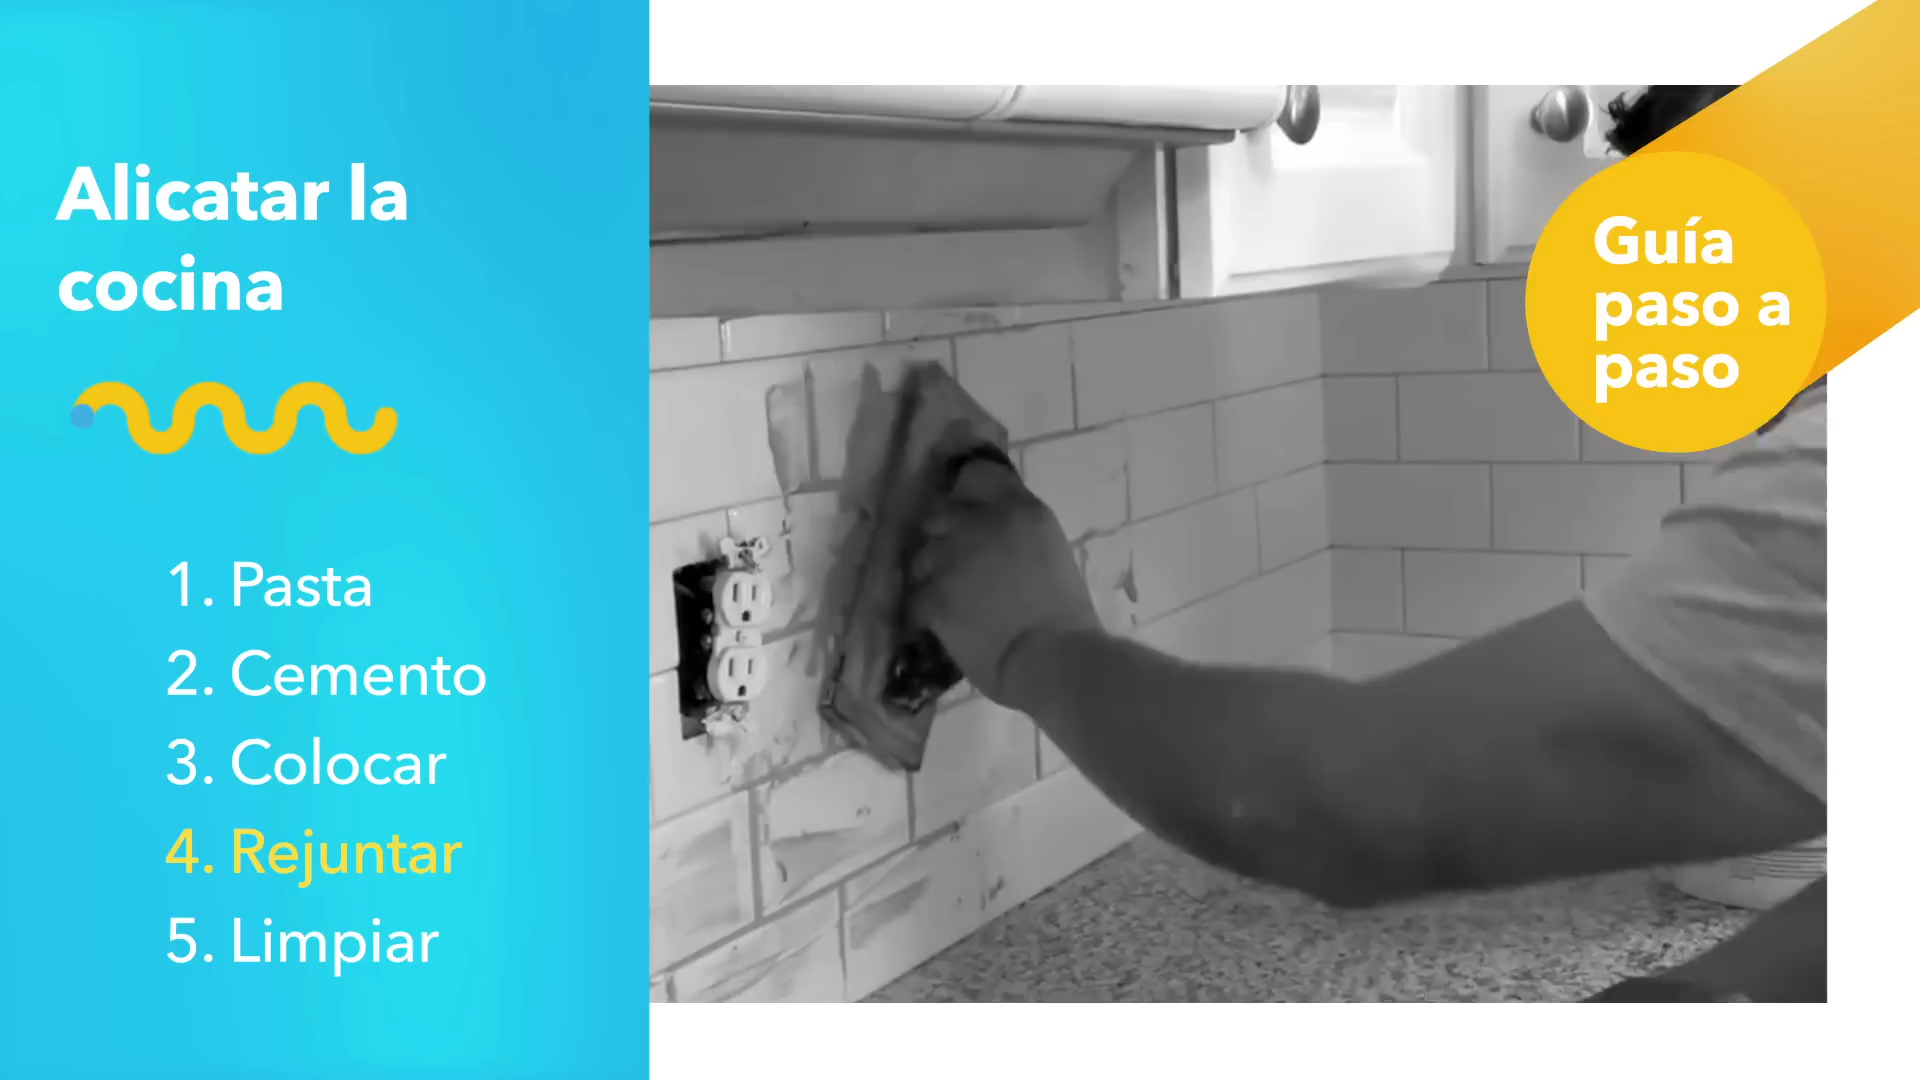 Alicatar la
cocina
1. Pasta
2. Cemento
3. Colocar
4. Rejuntar
5. Limpiar
Guía
paso a
paso